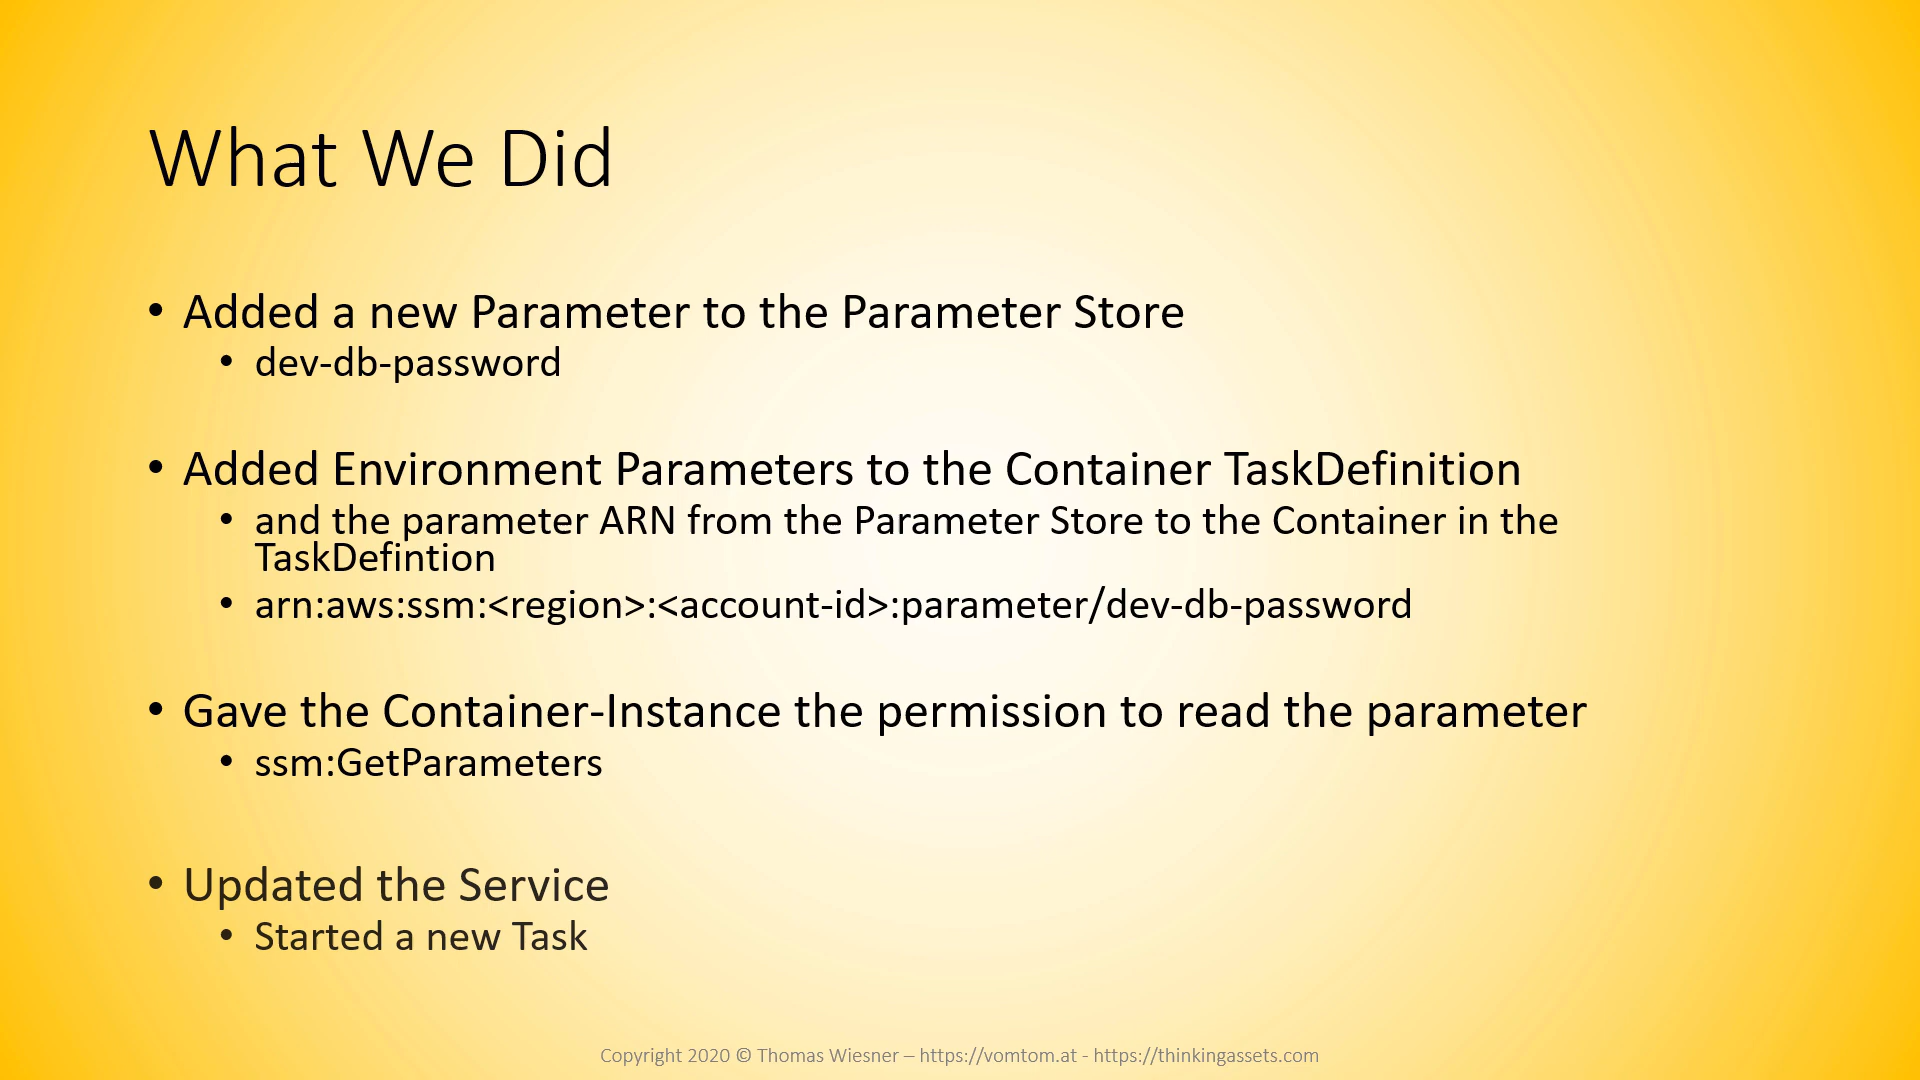 What We Did
• Added a new Parameter to the Parameter Store
• dev-db-password
• Added Environment Parameters to the Container TaskDefinition
• and the parameter ARN from the Parameter Store to the Container in the
TaskDefintion
• arn:aws:ssm:<region>:<account-id>:parameter/dev-db-password
• Gave the Container-Instance the permission to read the parameter
• ssm:GetParameters
• Updated the Service
• Started a new Task
Copyright 2020 © Thomas Wiesner – https://vomtom.at - https://thinkingassets.com